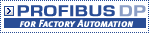 PROFIBUS DP
FOR FACTORY AUTOMATION